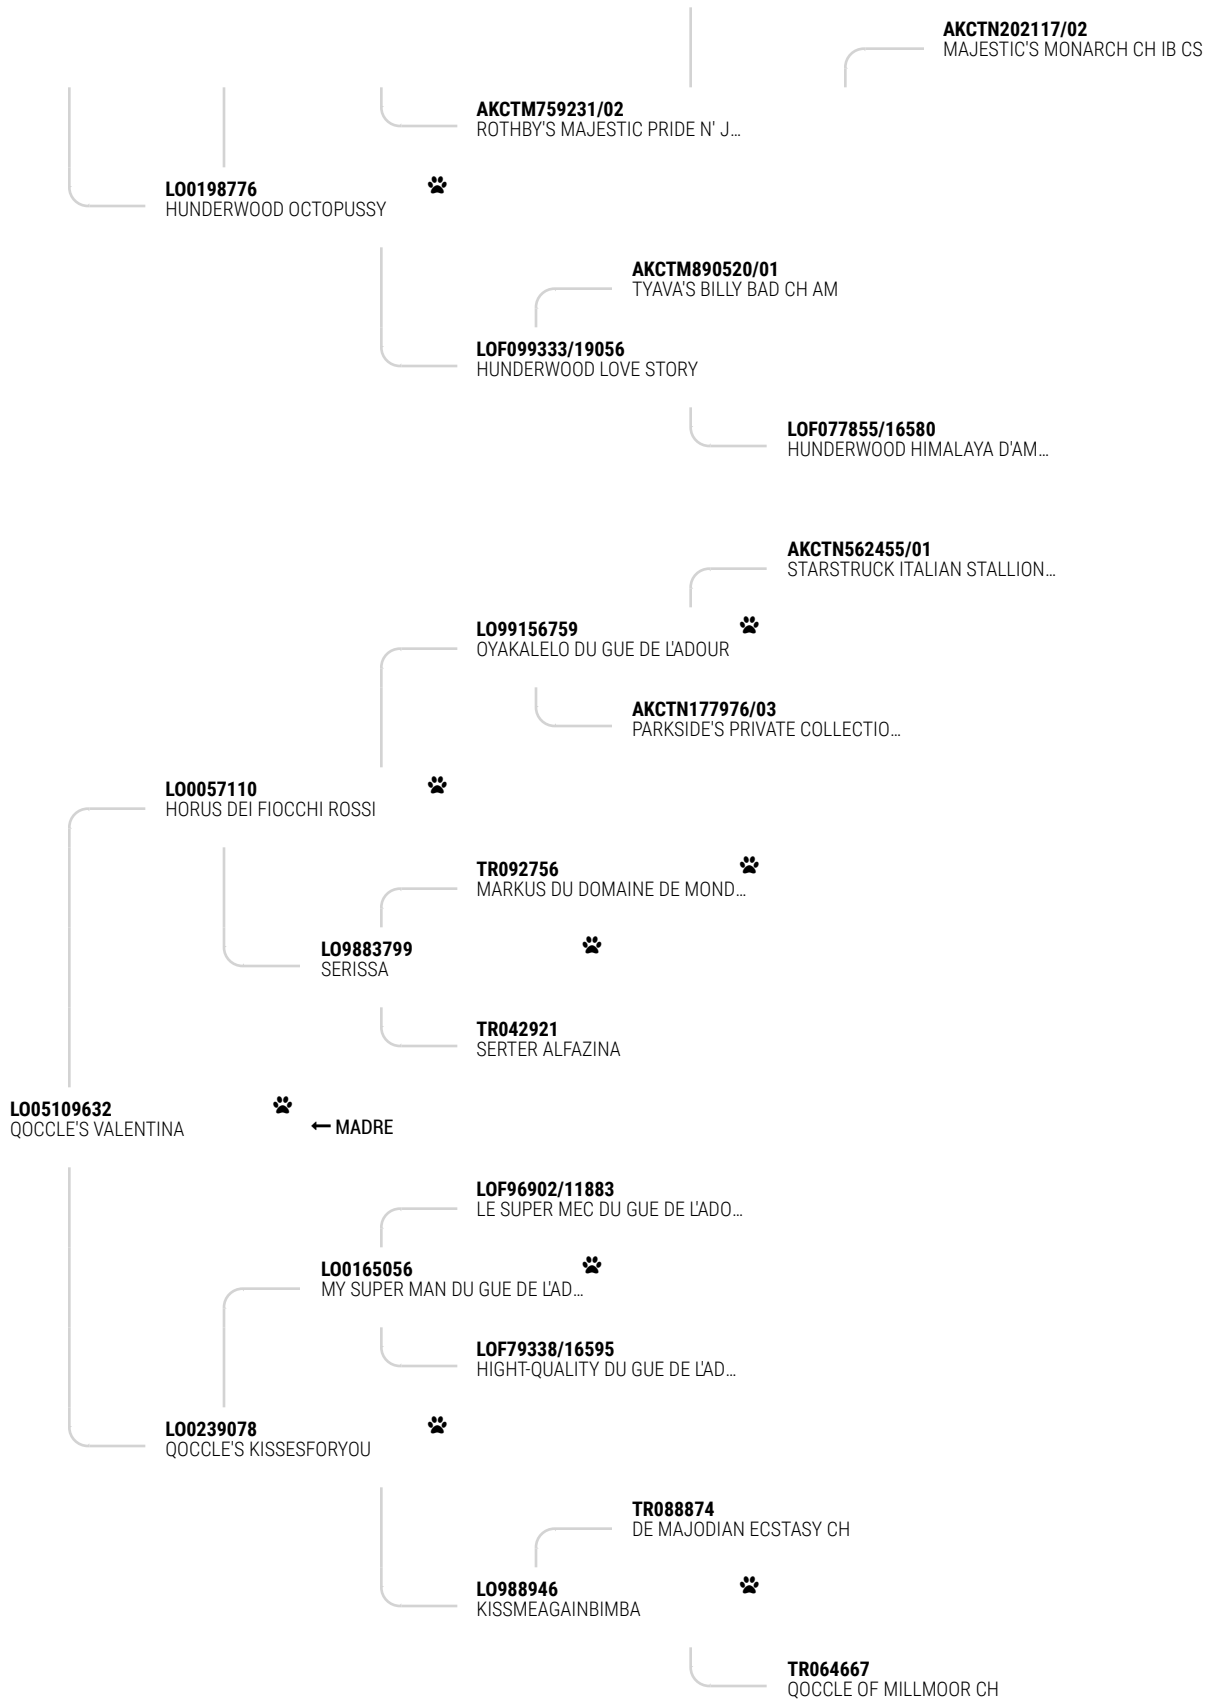 AKCTN202117/02
MAJESTIC'S MONARCH CH IB CS
AKCTM759231/02
ROTHBY'S MAJESTIC PRIDE N' J...
LO0198776
HUNDERWOOD OCTOPUSSY
AKCTM890520/01
TYAVA'S BILLY BAD CH AM
LOF099333/19056
HUNDERWOOD LOVE STORY
LOF077855/16580
HUNDERWOOD HIMALAYA D'AM...
AKCTN562455/01
STARSTRUCK ITALIAN STALLION...
LO99156759
OYAKALELO DU GUE DE L'ADOUR
AKCTN177976/03
PARKSIDE'S PRIVATE COLLECTIO...
LO0057110
HORUS DEI FIOCCHI ROSSI
TR092756
MARKUS DU DOMAINE DE MOND...
LO9883799
SERISSA
TR042921
SERTER ALFAZINA
LO05109632
QOCCLE'S VALENTINA
← MADRE
LOF96902/11883
LE SUPER MEC DU GUE DE L'ADO...
LO0165056
MY SUPER MAN DU GUE DE L'AD...
LOF79338/16595
HIGHT-QUALITY DU GUE DE L'AD...
LO0239078
QOCCLE'S KISSESFORYOU
TR088874
DE MAJODIAN ECSTASY CH
LO988946
KISSMEAGAINBIMBA
TR064667
QOCCLE OF MILLMOOR CH